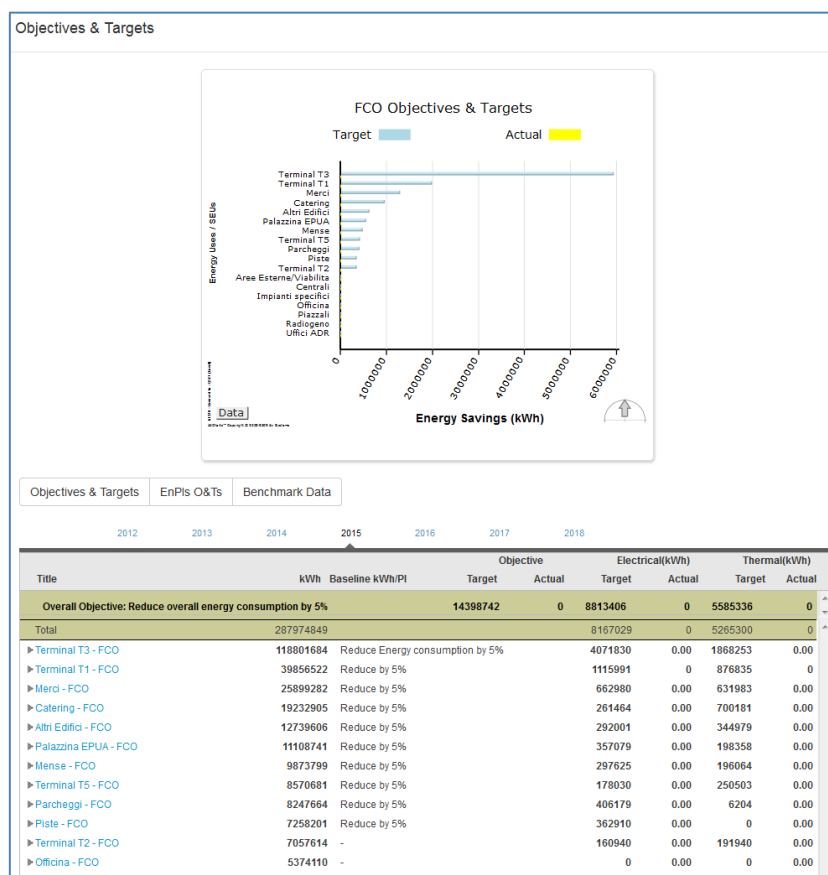 Objectives & Targets
FCO Objectives & Targets
Target Actual
Energy Uses / SEUs
Terminal T3
Terminal T1
Merci
Catering
Altri Edifici
Palazzina EPUA
Mense
Terminal T5
Parcheggi
Piste
Terminal T2
Aree Esterne/Viabilita
Centrali
Impianti specifici
Officina
Piazzali
Radiogeno
Uffici ADR
0 1000000 2000000 3000000 4000000 5000000 6000000
Data
Energy Savings (kWh)
Objectives & Targets EnPIs O&Ts Benchmark Data
2012 2013 2014 2015 2016 2017 2018
Objective Electrical(kWh) Thermal(kWh)
Title kWh Baseline kWh/PI Target Actual Target Actual Target Actual
Overall Objective: Reduce overall energy consumption by 5% 14398742 0 8813406 0 5585336 0
Total 287974849 8167029 0 5265300 0
Terminal T3 - FCO 118801684 Reduce Energy consumption by 5% 4071830 0.00 1868253 0.00
Terminal T1 - FCO 39856522 Reduce by 5% 1115991 0 876835 0
Merci - FCO 25899282 Reduce by 5% 662980 0.00 631983 0.00
Catering - FCO 19232905 Reduce by 5% 261464 0.00 700181 0.00
Altri Edifici - FCO 12739606 Reduce by 5% 292001 0.00 344979 0.00
Palazzina EPUA - FCO 11108741 Reduce by 5% 357079 0.00 198358 0.00
Mense - FCO 9873799 Reduce by 5% 297625 0.00 196064 0.00
Terminal T5 - FCO 8570681 Reduce by 5% 178030 0.00 250503 0.00
Parcheggi - FCO 8247664 Reduce by 5% 406179 0.00 6204 0.00
Piste - FCO 7258201 Reduce by 5% 362910 0.00 0 0.00
Terminal T2 - FCO 7057614 - 160940 0.00 191940 0.00
Officina - FCO 5374110 - 0 0.00 0 0.00